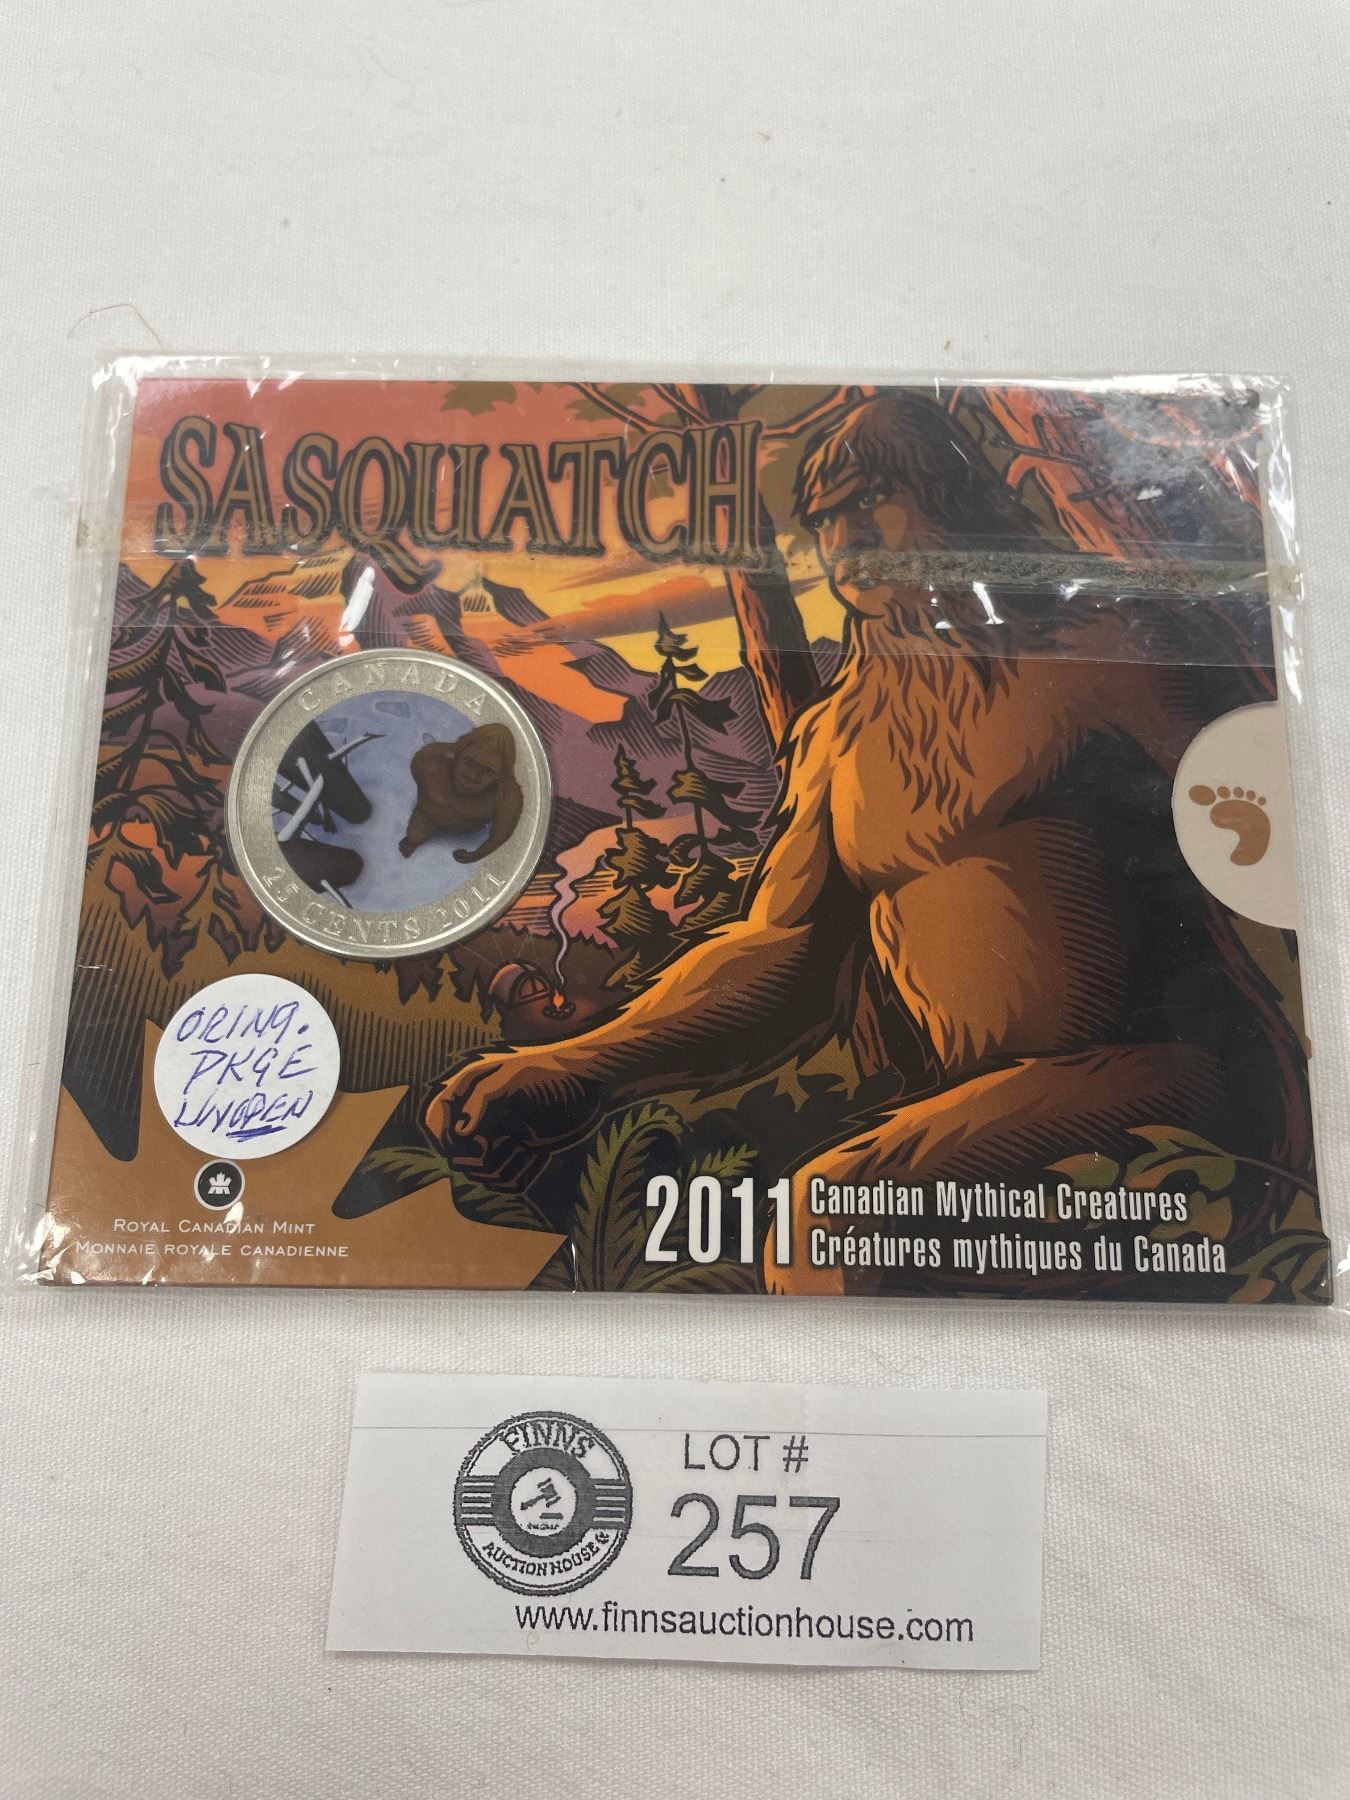 SASQUATCH
CANADA
25 CENTS 2011
ORING.
PKGE
UNOPEN
ROYAL CANADIAN MINT
MONNAIE ROYALE CANADIENNE
2011
Canadian Mythical Creatures
Créatures mythiques du Canada
FINNS
AUCTION HOUSE
LOT #
257
www.finnsauctionhouse.com